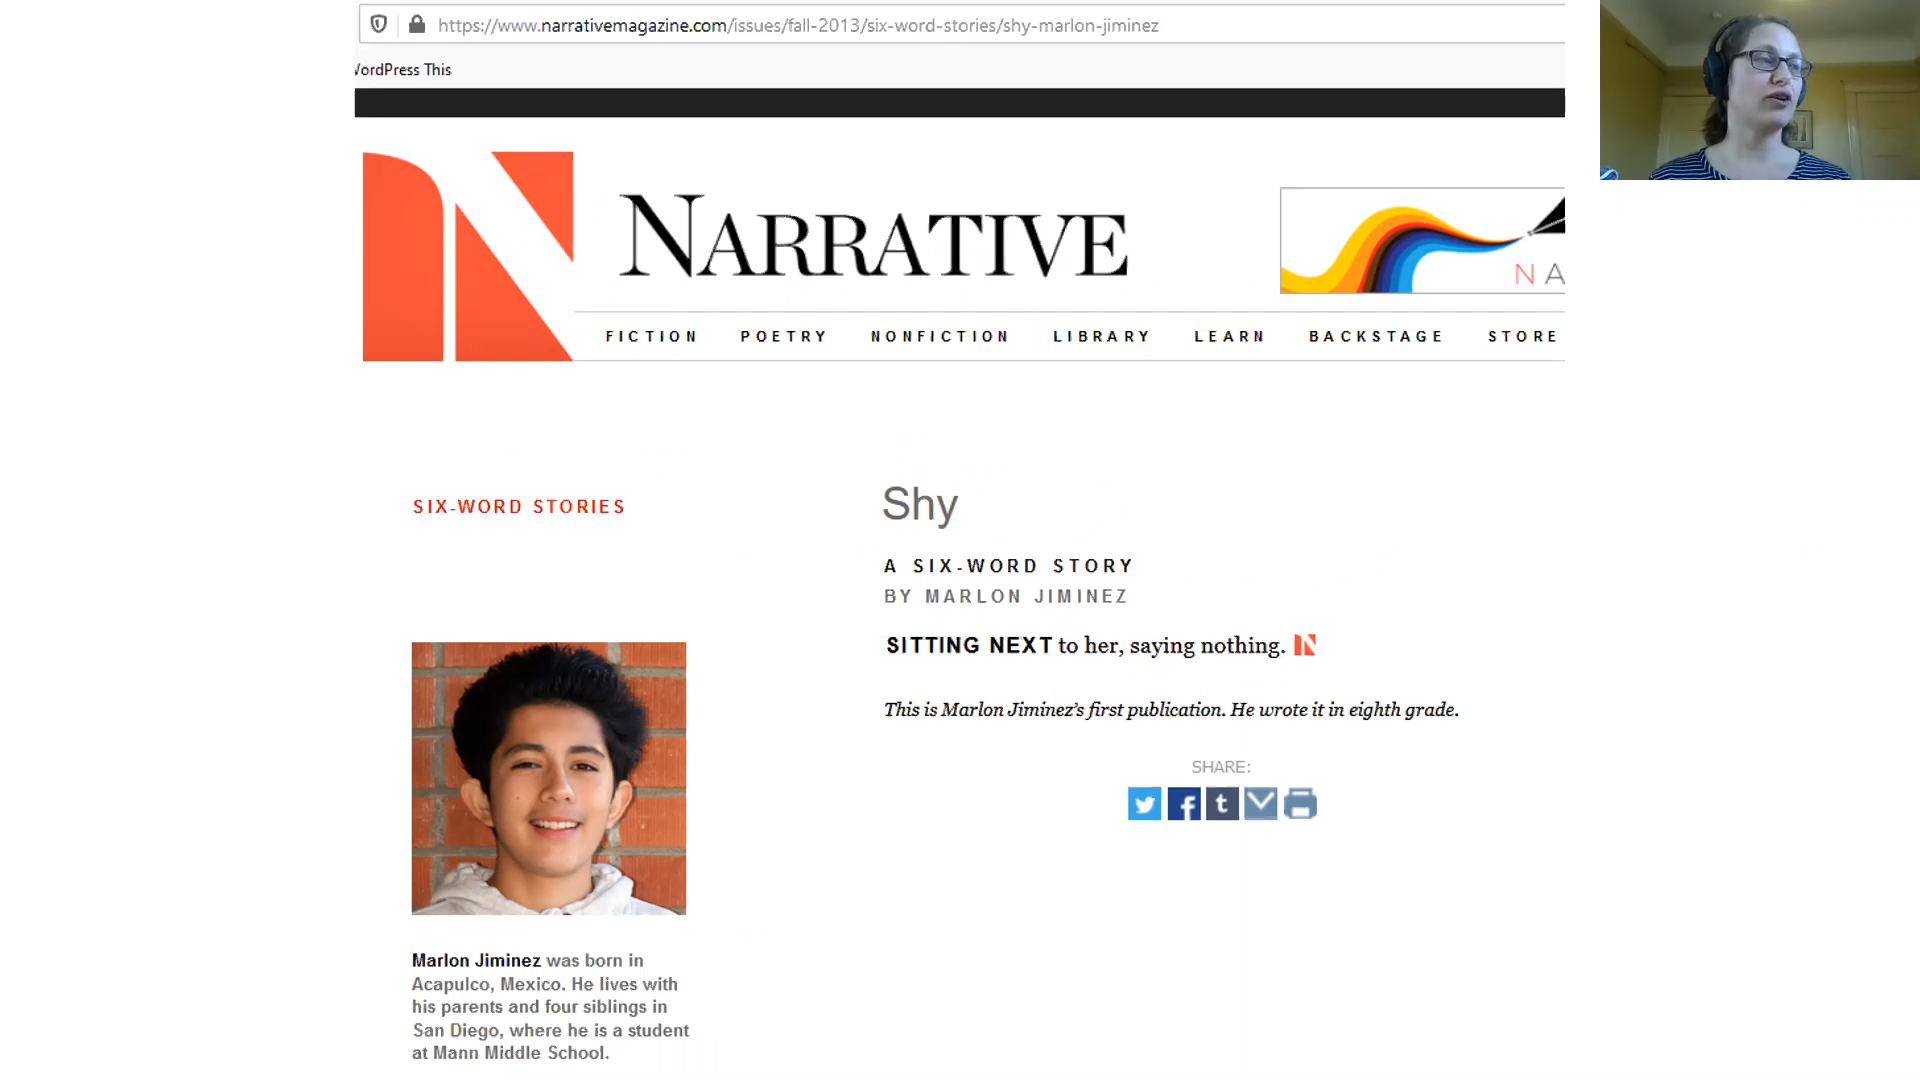 https://www.narrativemagazine.com/issues/fall-2013/six-word-stories/shy-marlon-jiminez
WordPress This
NARRATIVE
N A
FICTION POETRY NONFICTION LIBRARY LEARN BACKSTAGE STORE
SIX-WORD STORIES
Shy
A SIX-WORD STORY
BY MARLON JIMINEZ
SITTING NEXT to her, saying nothing.
This is Marlon Jiminez's first publication. He wrote it in eighth grade.
SHARE:
Marlon Jiminez was born in
Acapulco, Mexico. He lives with
his parents and four siblings in
San Diego, where he is a student
at Mann Middle School.